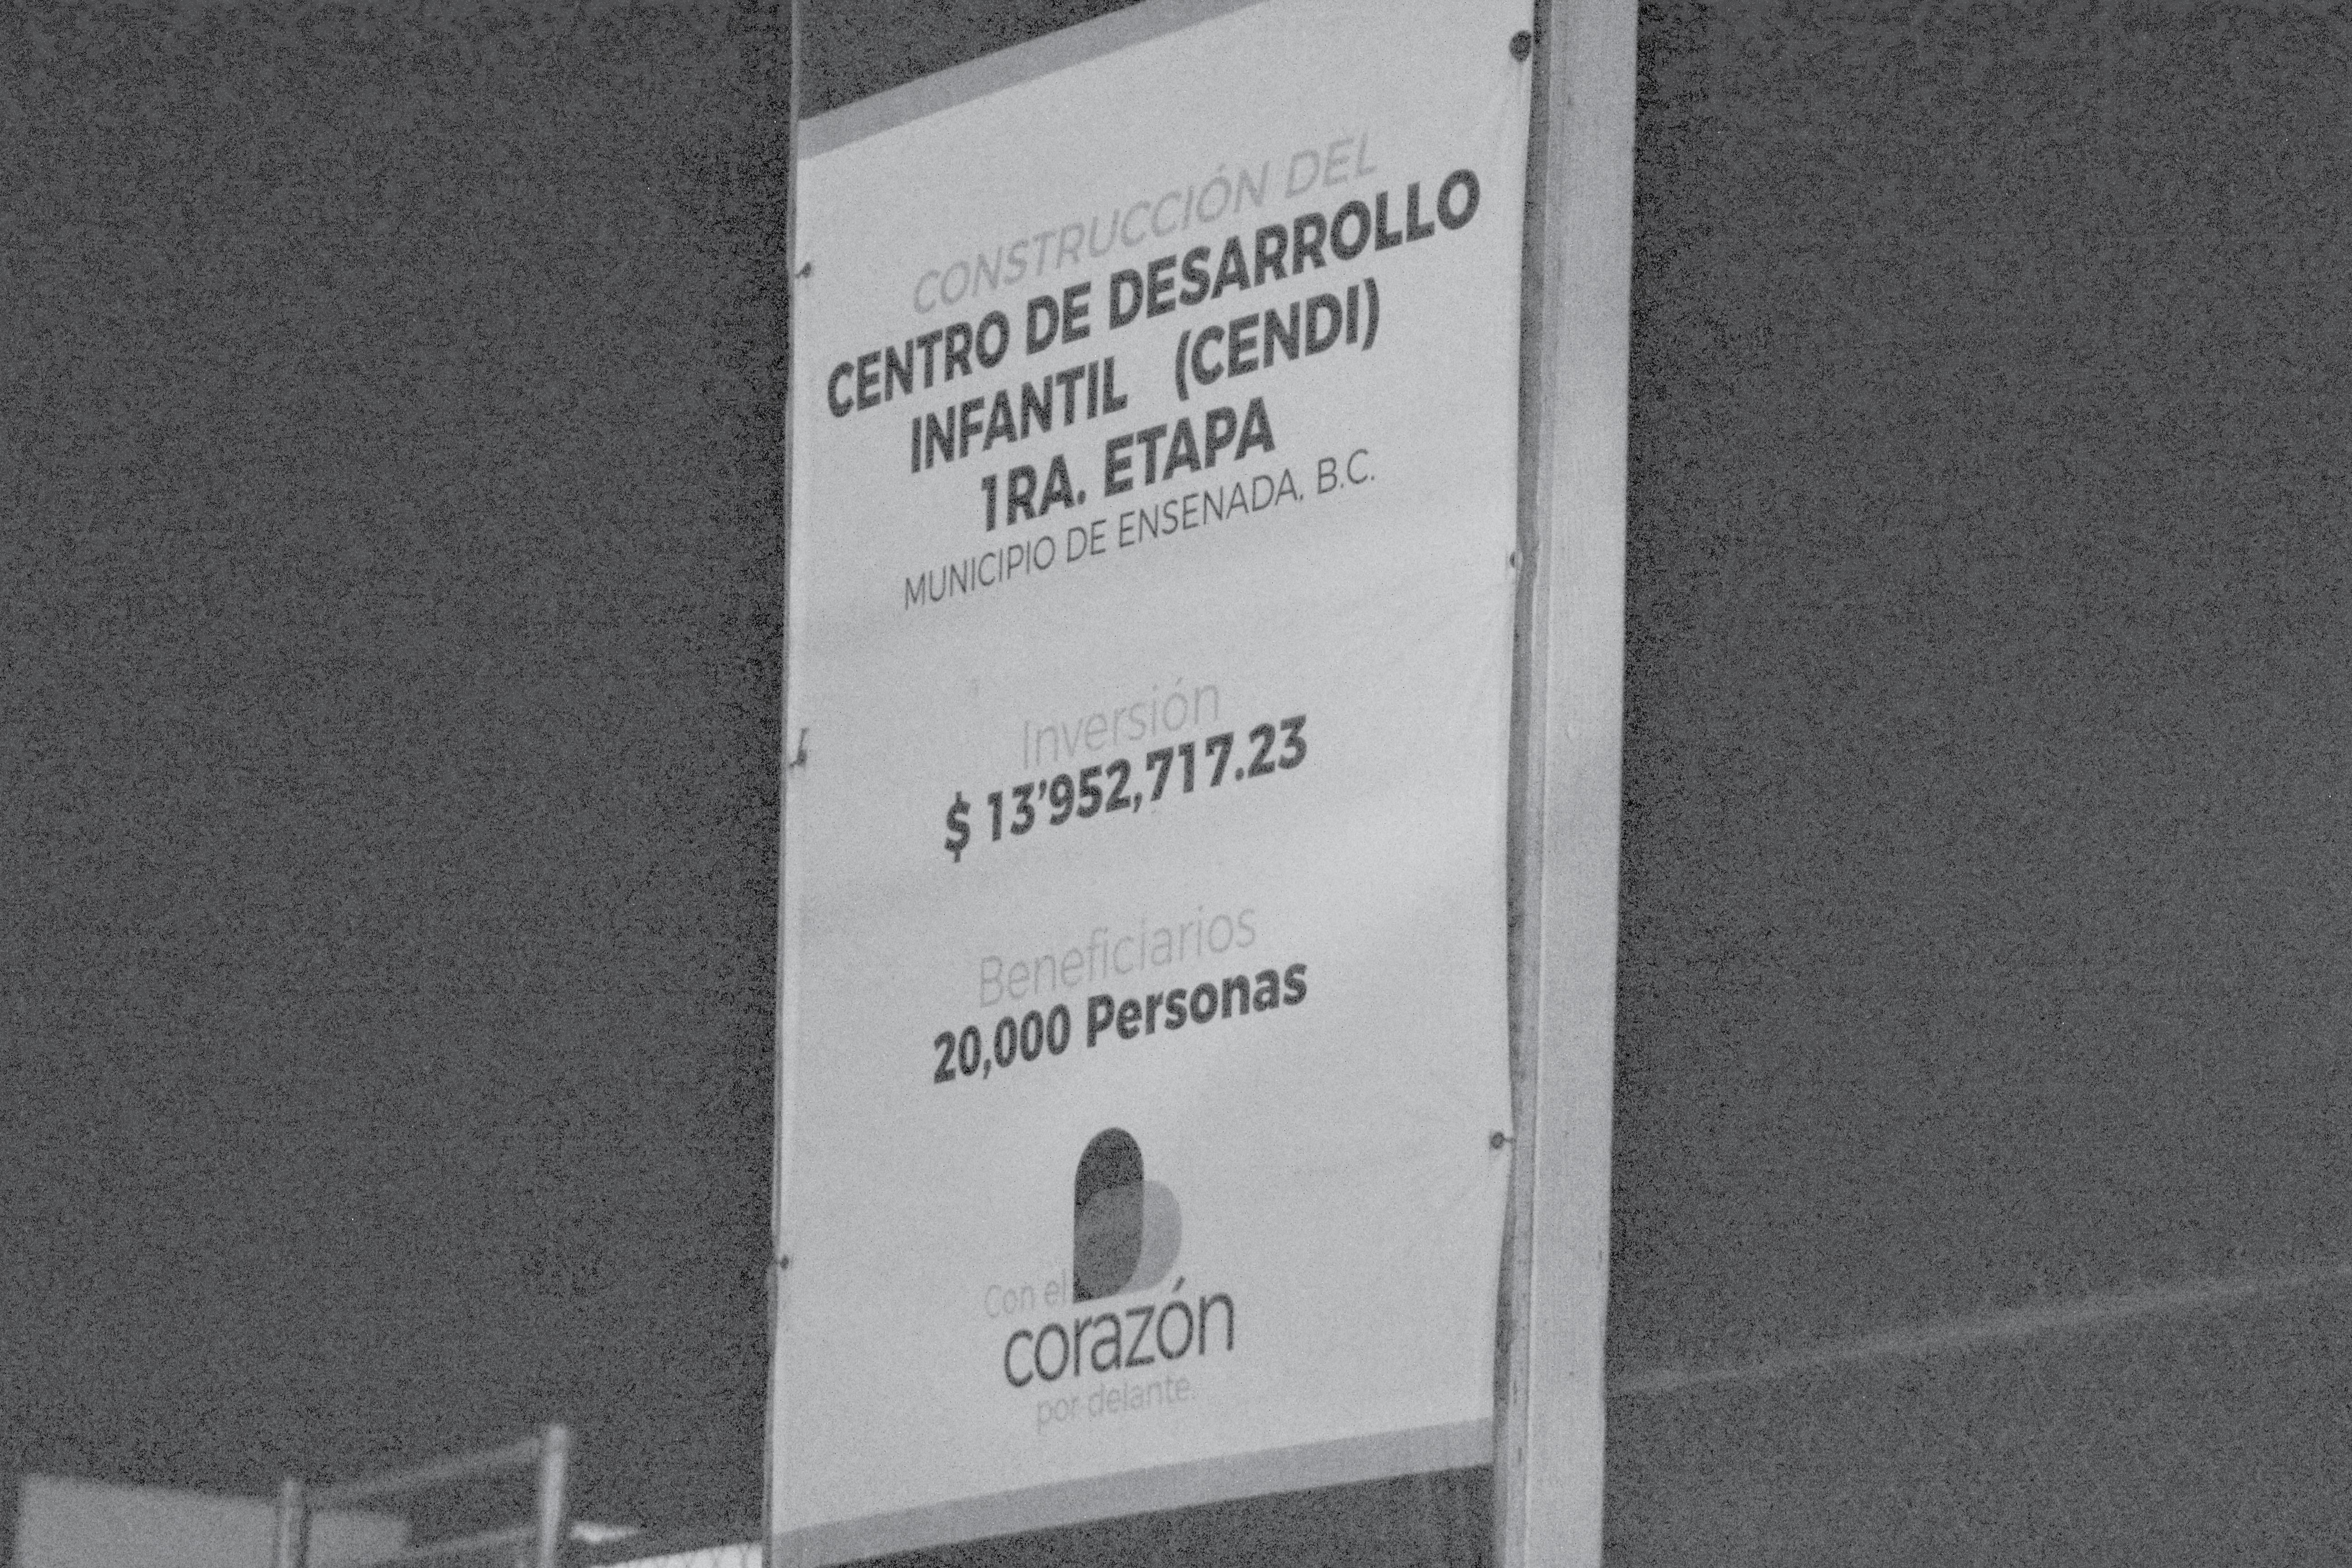 CONSTRUCCIÓN DEL
CENTRO DE DESARROLLO
INFANTIL (CENDI)
1RA. ETAPA
MUNICIPIO DE ENSENADA, B.C.
Inversión
$ 13'952,717.23
Beneficiarios
20,000 Personas
Con el
corazón
por delante.